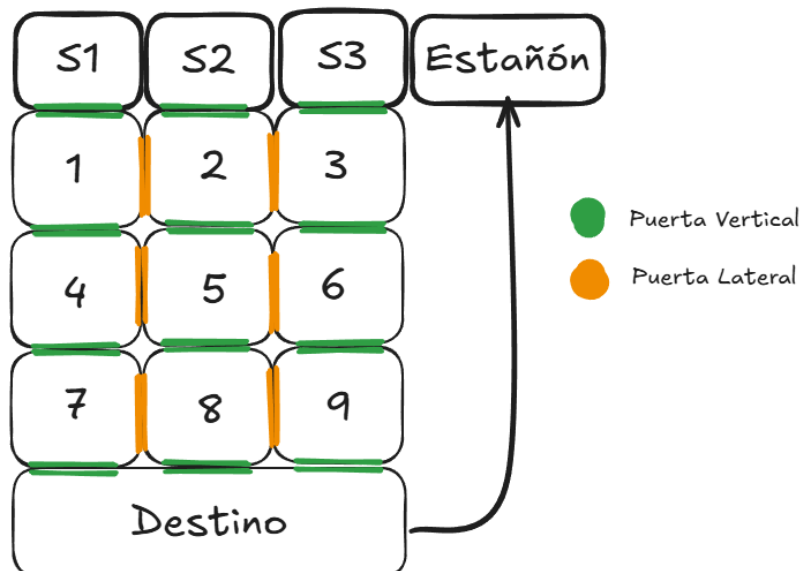 S1 S2 S3 Estañón
1 2 3
Puerta Vertical
4 5 6
Puerta Lateral
7 8 9
Destino